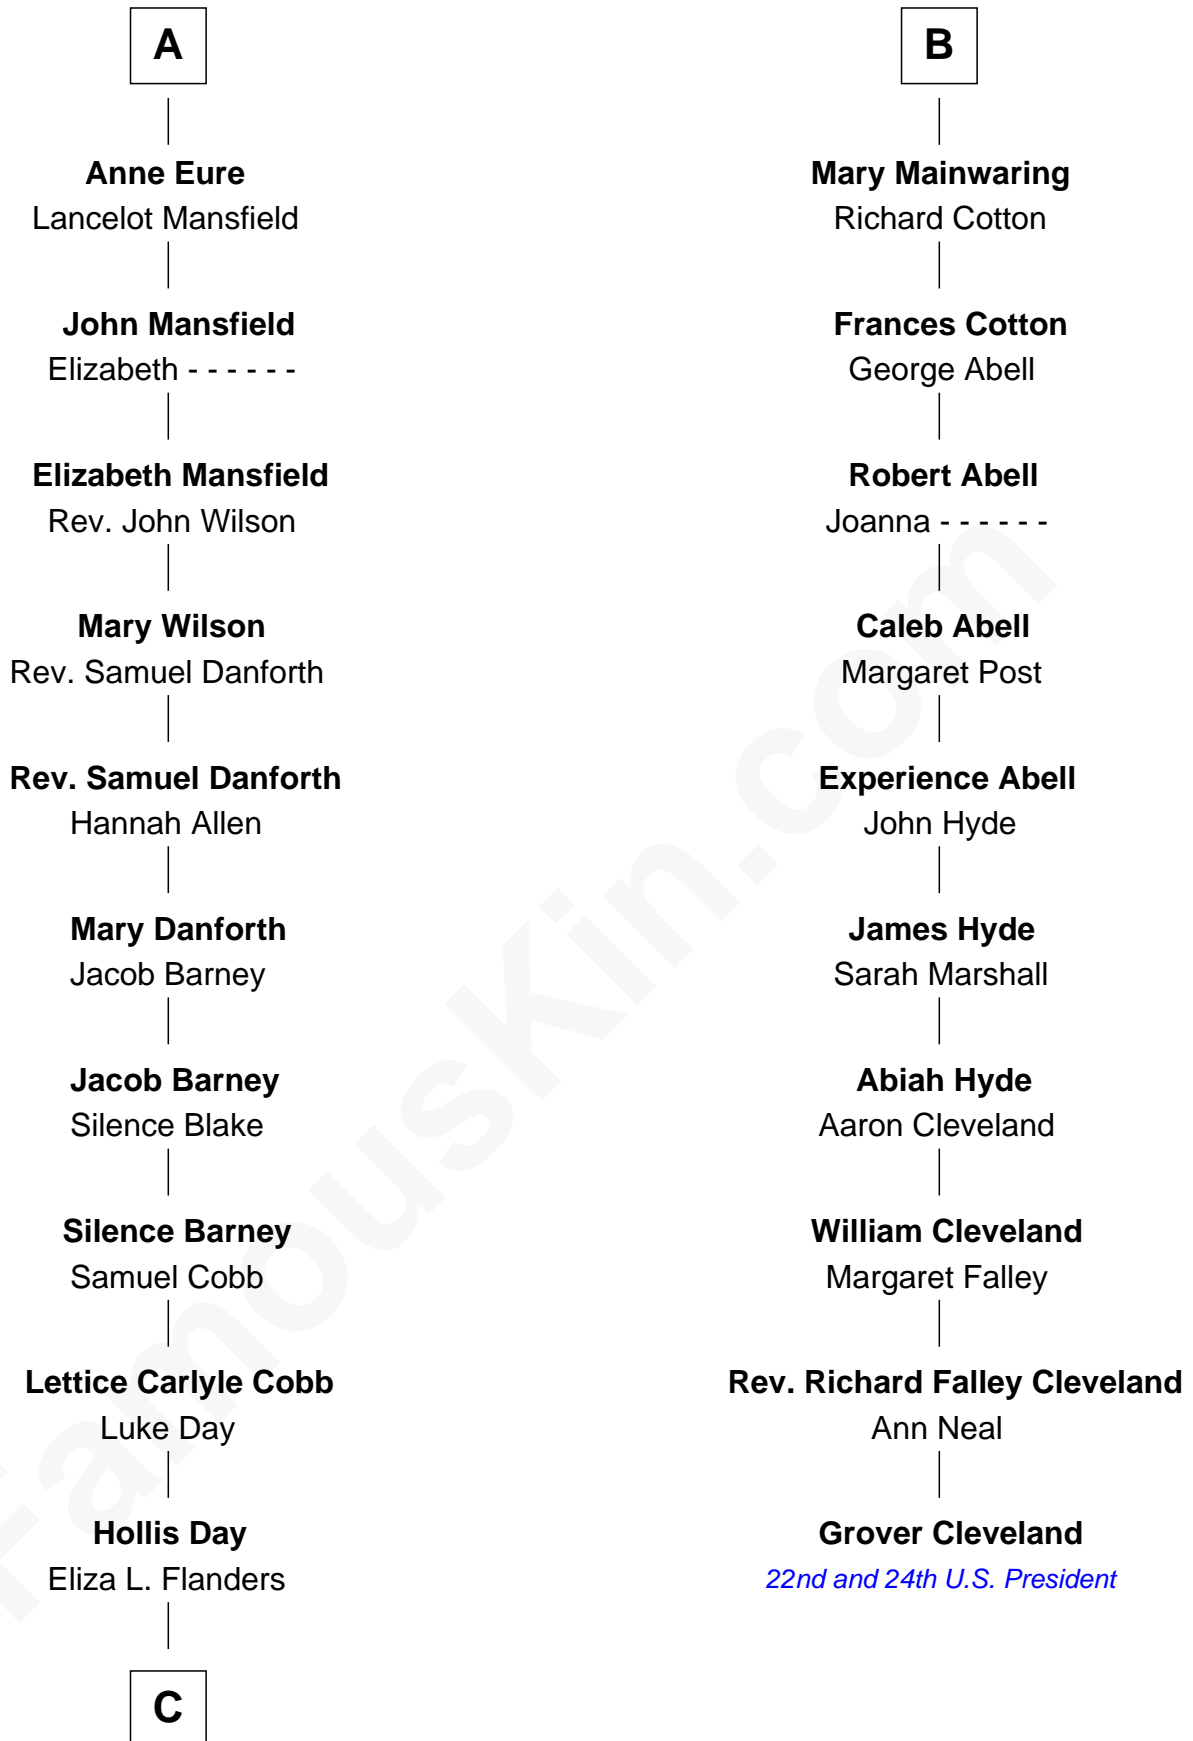 A
Anne Eure
Lancelot Mansfield
John Mansfield
Elizabeth - - - - - -
Elizabeth Mansfield
Rev. John Wilson
Mary Wilson
Rev. Samuel Danforth
Rev. Samuel Danforth
Hannah Allen
Mary Danforth
Jacob Barney
Jacob Barney
Silence Blake
Silence Barney
Samuel Cobb
Lettice Carlyle Cobb
Luke Day
Hollis Day
Eliza L. Flanders
C
B
Mary Mainwaring
Richard Cotton
Frances Cotton
George Abell
Robert Abell
Joanna - - - - - -
Caleb Abell
Margaret Post
Experience Abell
John Hyde
James Hyde
Sarah Marshall
Abiah Hyde
Aaron Cleveland
William Cleveland
Margaret Falley
Rev. Richard Falley Cleveland
Ann Neal
Grover Cleveland
22nd and 24th U.S. President
FamousKin.com